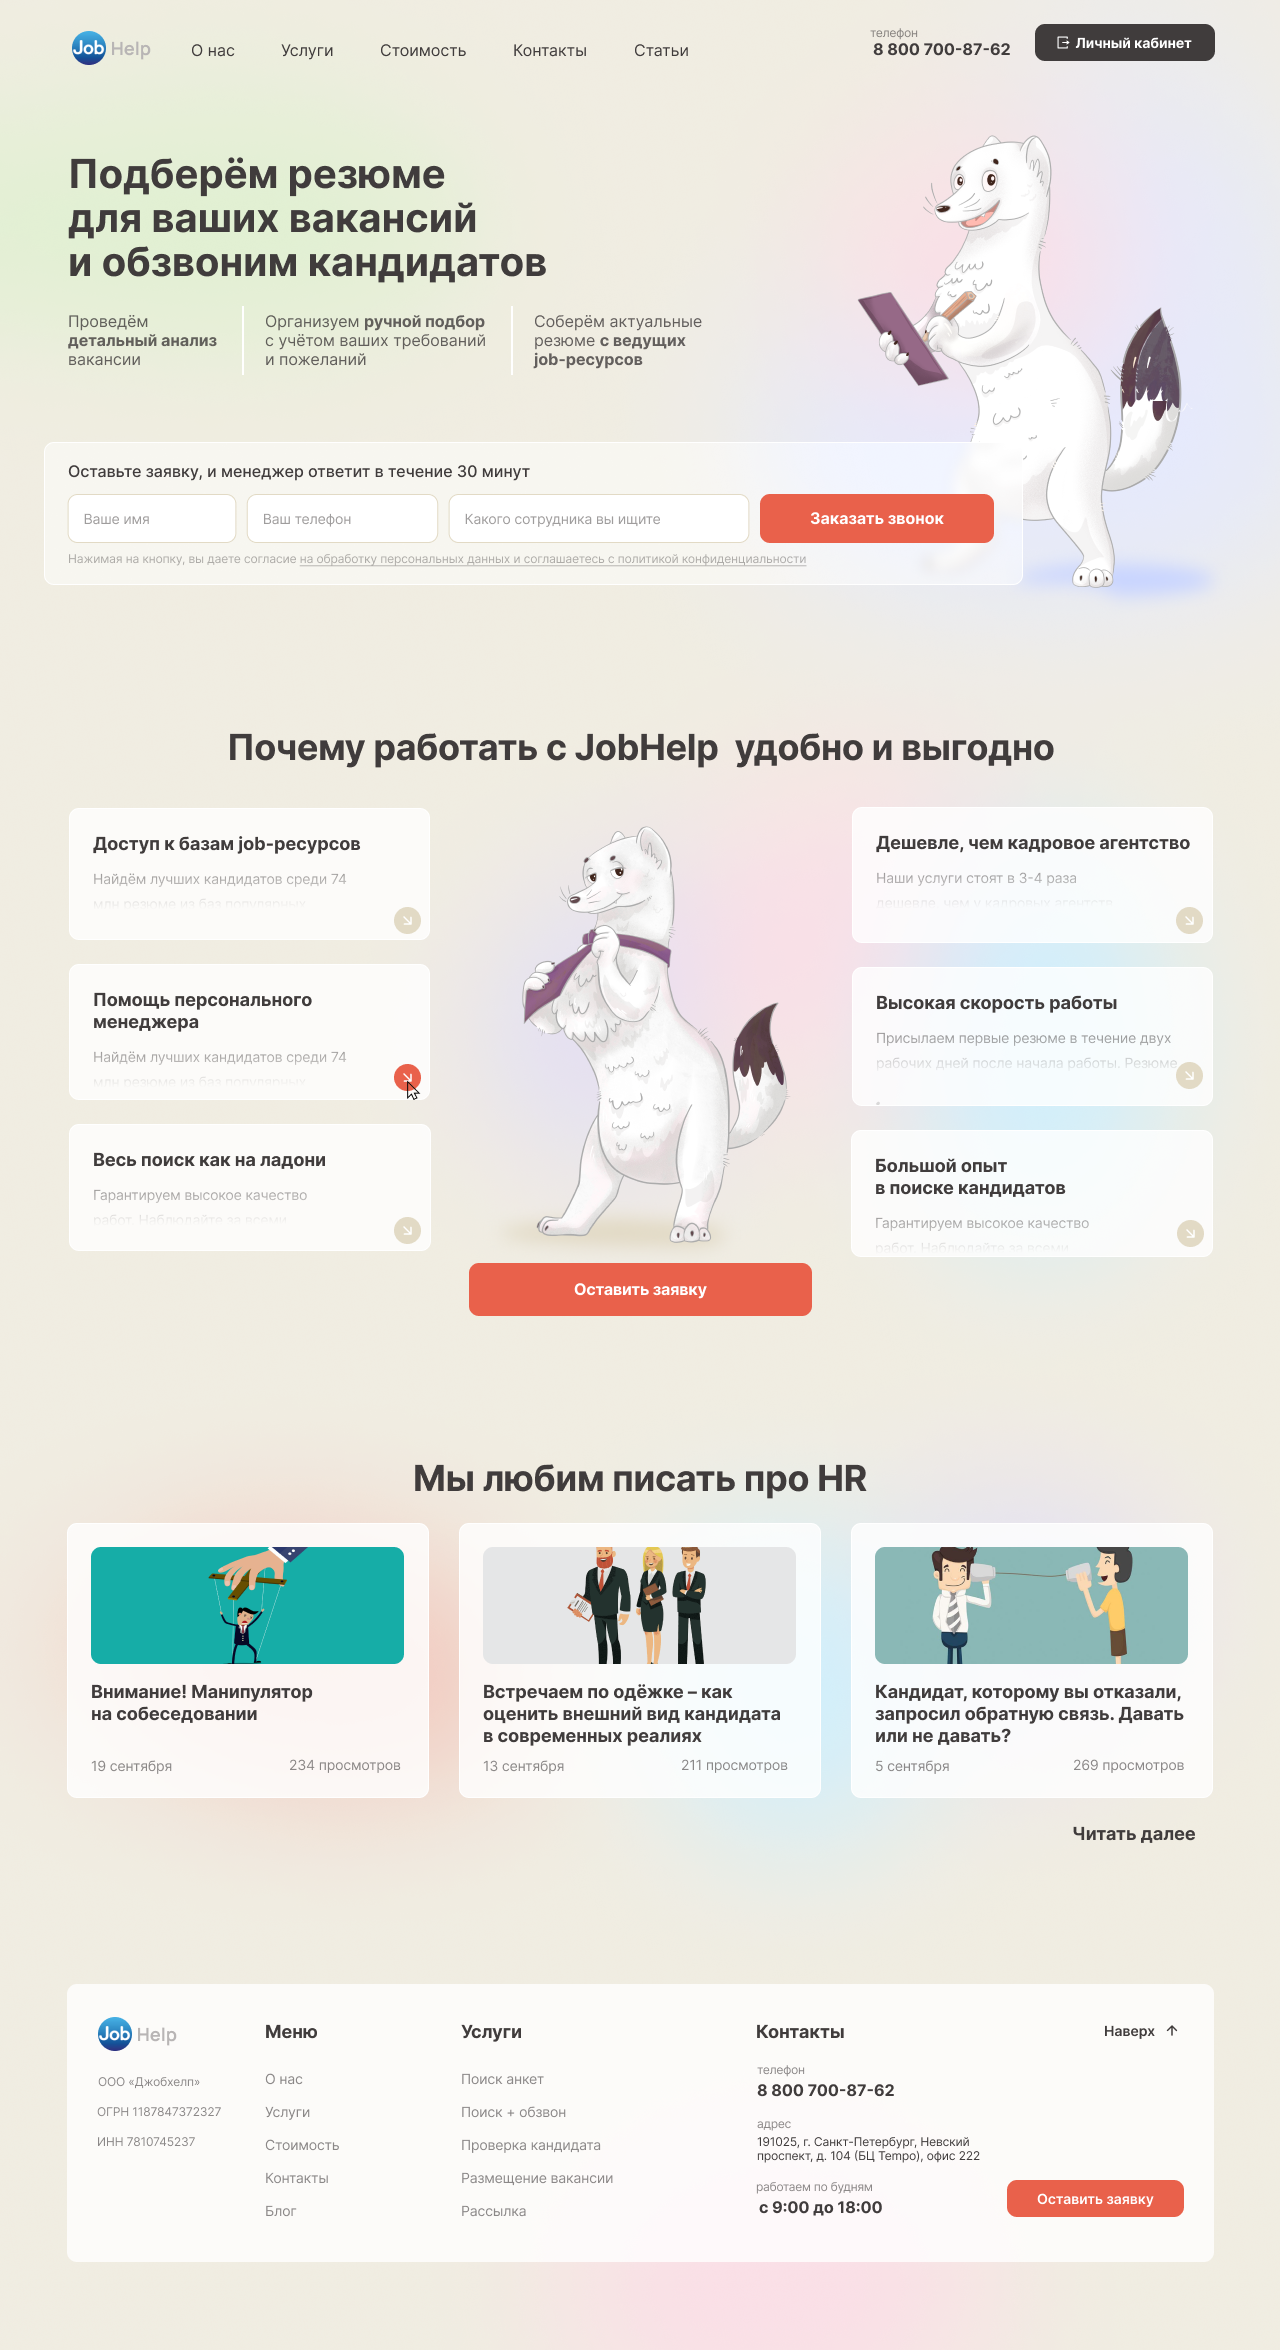 Job Help
О нас
Услуги
Стоимость
Контакты
Статьи
телефон
8 800 700-87-62
Личный кабинет
Подберём резюме
для ваших вакансий
и обзвоним кандидатов
Проведём
детальный анализ
вакансии
Организуем ручной подбор
с учётом ваших требований
и пожеланий
Соберём актуальные
резюме с ведущих
job-ресурсов
Оставьте заявку, и менеджер ответит в течение 30 минут
Ваше имя
Ваш телефон
Какого сотрудника вы ищите
Заказать звонок
Нажимая на кнопку, вы даете согласие на обработку персональных данных и соглашаетесь с политикой конфиденциальности
Почему работать с JobHelp удобно и выгодно
Доступ к базам job-ресурсов
Найдём лучших кандидатов среди 74
млн резюме из баз популярных
Помощь персонального
менеджера
Найдём лучших кандидатов среди 74
млн резюме из баз популярных
Весь поиск как на ладони
Гарантируем высокое качество
работ. Наблюдайте за всеми
Дешевле, чем кадровое агентство
Наши услуги стоят в 3-4 раза
дешевле, чем у кадровых агентств
Высокая скорость работы
Присылаем первые резюме в течение двух
рабочих дней после начала работы. Резюме
Большой опыт
в поиске кандидатов
Гарантируем высокое качество
работ. Наблюдайте за всеми
Оставить заявку
Мы любим писать про HR
Внимание! Манипулятор
на собеседовании
19 сентября
234 просмотров
Встречаем по одёжке – как
оценить внешний вид кандидата
в современных реалиях
13 сентября
211 просмотров
Кандидат, которому вы отказали,
запросил обратную связь. Давать
или не давать?
5 сентября
269 просмотров
Читать далее
Job Help
ООО «Джобхелп»
ОГРН 1187847372327
ИНН 7810745237
Меню
О нас
Услуги
Стоимость
Контакты
Блог
Услуги
Поиск анкет
Поиск + обзвон
Проверка кандидата
Размещение вакансии
Рассылка
Контакты
телефон
8 800 700-87-62
адрес
191025, г. Санкт-Петербург, Невский
проспект, д. 104 (БЦ Tempo), офис 222
работаем по будням
с 9:00 до 18:00
Наверх
Оставить заявку